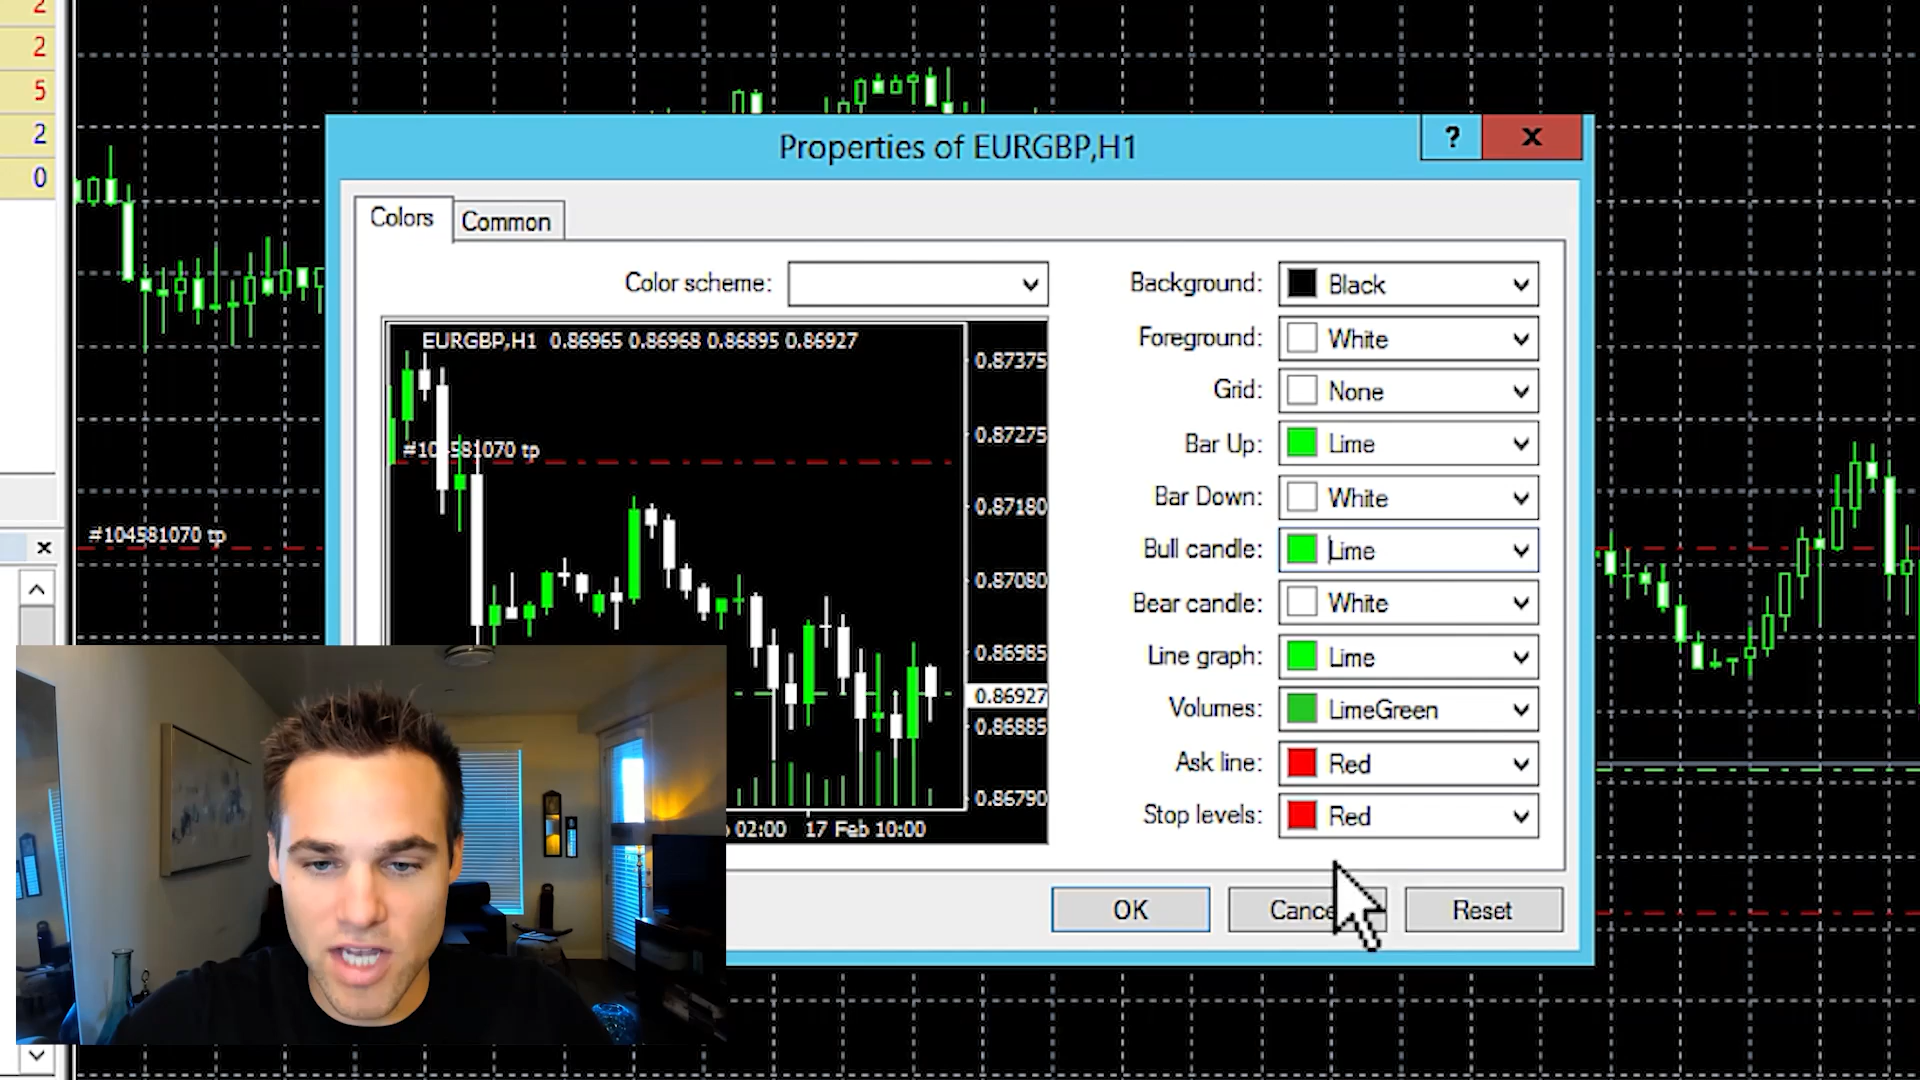 2
2
5
2
0
Properties of EURGBP,H1
?
Colors
Common
Color scheme:
EURGBP,H1 0.86965 0.86968 0.86895 0.86927
#104581070 tp
0.87375
0.87275
0.87180
0.87080
0.86985
0.86927
0.86885
0.86790
02:00
17 Feb 10:00
Background: Black
Foreground: White
Grid: None
Bar Up: Lime
Bar Down: White
Bull candle: Lime
Bear candle: White
Line graph: Lime
Volumes: LimeGreen
Ask line: Red
Stop levels: Red
OK
Cance
Reset
#104581070 tp